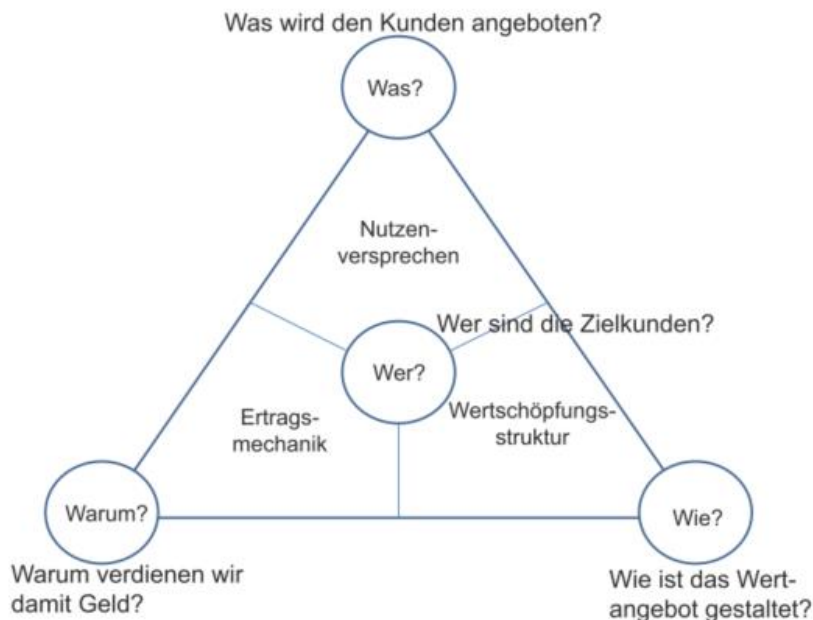 Was wird den Kunden angeboten?
Was?
Nutzen-
versprechen
Wer sind die Zielkunden?
Wer?
Ertrags-
mechanik
Wertschöpfungs-
struktur
Warum?
Wie?
Warum verdienen wir
damit Geld?
Wie ist das Wert-
angebot gestaltet?